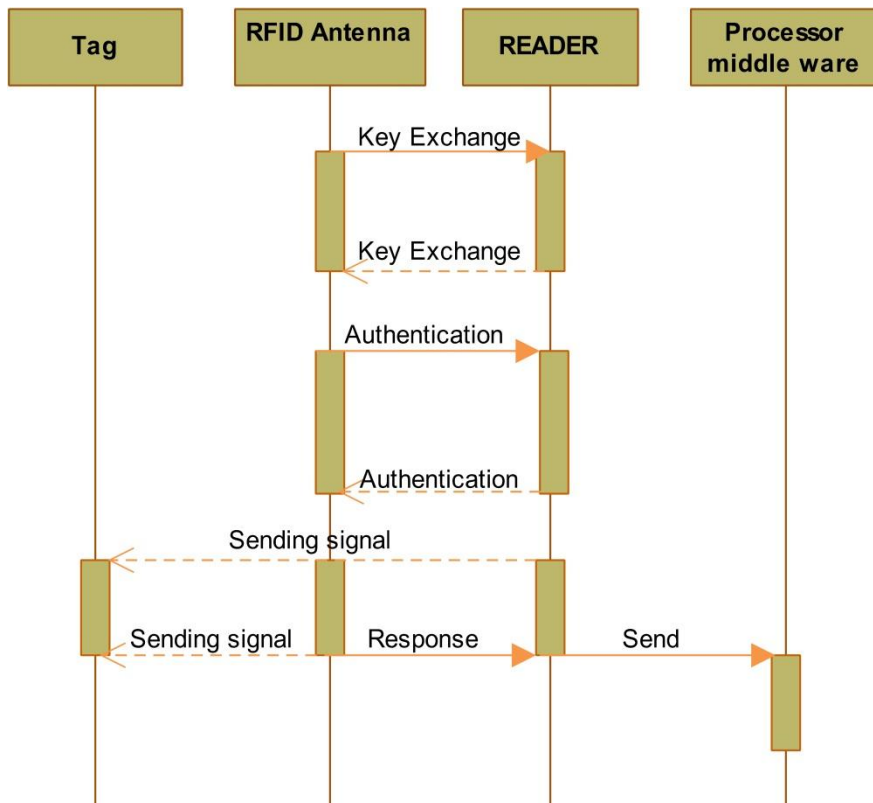 Tag
RFID Antenna
READER
Processor
middle ware
Key Exchange
Key Exchange
Authentication
Authentication
Sending signal
Sending signal
Response
Send